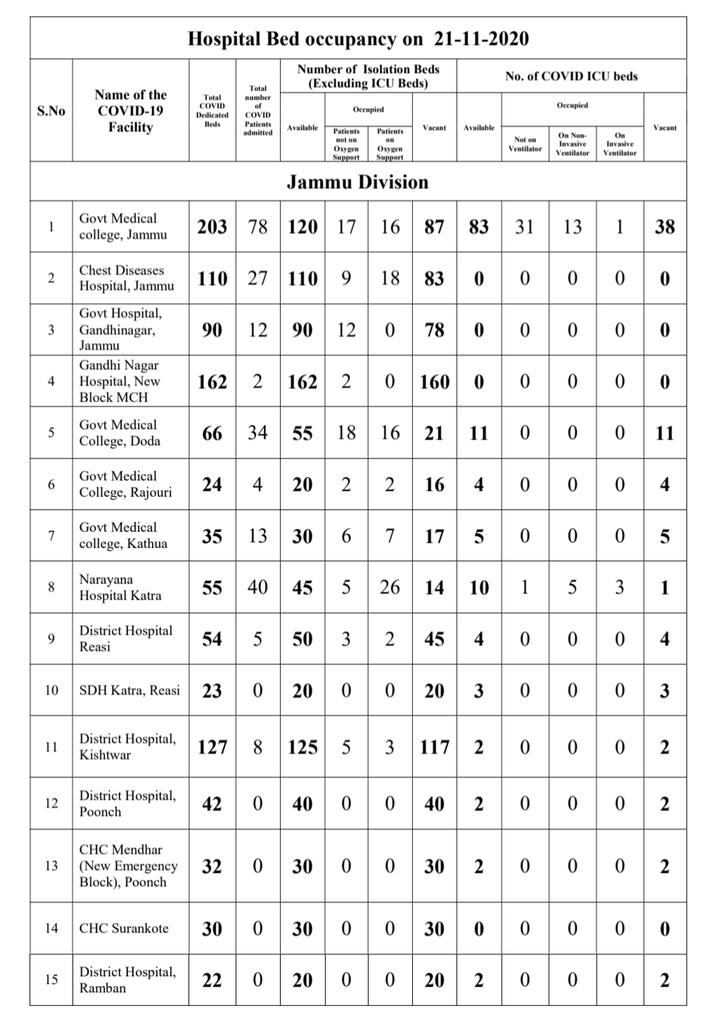 Hospital Bed occupancy on 21-11-2020
S.No
Name of the
COVID-19
Facility
Total
COVID
Dedicated
Beds
Total
number
of
COVID
Patients
admitted
Number of Isolation Beds
(Excluding ICU Beds)
Available
Occupied
Patients
not on
Oxygen
Support
Patients
on
Oxygen
Support
Vacant
No. of COVID ICU beds
Available
Occupied
Not on
Ventilator
On Non-
Invasive
Ventilator
On
Invasive
Ventilator
Vacant
Jammu Division
1 Govt Medical
college, Jammu 203 78 120 17 16 87 83 31 13 1 38
2 Chest Diseases
Hospital, Jammu 110 27 110 9 18 83 0 0 0 0 0
3 Govt Hospital,
Gandhinagar,
Jammu 90 12 90 12 0 78 0 0 0 0 0
4 Gandhi Nagar
Hospital, New
Block MCH 162 2 162 2 0 160 0 0 0 0 0
5 Govt Medical
College, Doda 66 34 55 18 16 21 11 0 0 0 11
6 Govt Medical
College, Rajouri 24 4 20 2 2 16 4 0 0 0 4
7 Govt Medical
college, Kathua 35 13 30 6 7 17 5 0 0 0 5
8 Narayana
Hospital Katra 55 40 45 5 26 14 10 1 5 3 1
9 District Hospital
Reasi 54 5 50 3 2 45 4 0 0 0 4
10 SDH Katra, Reasi 23 0 20 0 0 20 3 0 0 0 3
11 District Hospital,
Kishtwar 127 8 125 5 3 117 2 0 0 0 2
12 District Hospital,
Poonch 42 0 40 0 0 40 2 0 0 0 2
13 CHC Mendhar
(New Emergency
Block), Poonch 32 0 30 0 0 30 2 0 0 0 2
14 CHC Surankote 30 0 30 0 0 30 0 0 0 0 0
15 District Hospital,
Ramban 22 0 20 0 0 20 2 0 0 0 2